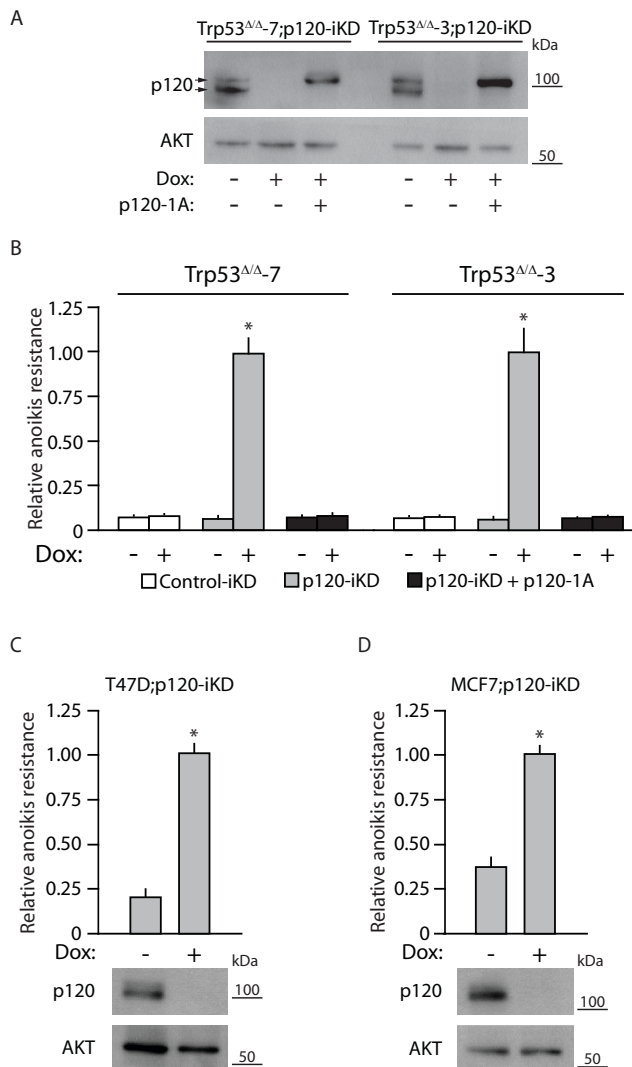 A
Trp53Δ/Δ-7;p120-iKD Trp53Δ/Δ-3;p120-iKD
kDa
p120
100
AKT
50
Dox: - + + - + +
p120-1A: - - + - - +
B
Trp53Δ/Δ-7 Trp53Δ/Δ-3
Relative anoikis resistance
1.25
1.00
0.75
0.50
0.25
0
* *
Dox: - + - + - + - + - + - +
Control-iKD p120-iKD p120-iKD + p120-1A
C
T47D;p120-iKD
Relative anoikis resistance
1.25
1.00
0.75
0.50
0.25
0
*
Dox: - +
kDa
p120
100
AKT
50
D
MCF7;p120-iKD
Relative anoikis resistance
1.25
1.00
0.75
0.50
0.25
0
*
Dox: - +
kDa
p120
100
AKT
50